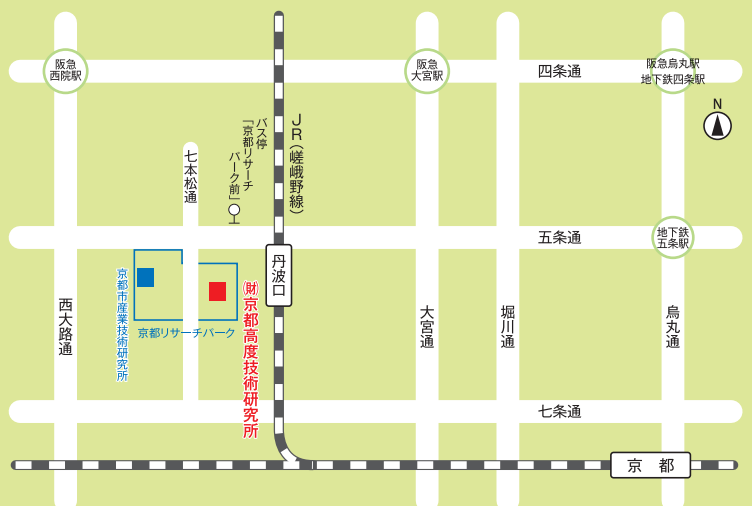 阪急
西院駅
阪急
大宮駅
四条通
阪急烏丸駅
地下鉄四条駅
N
JR(嵯峨野線)
バス停
「京都リサーチ
パーク前」
七本松通
五条通
地下鉄
五条駅
丹波口
京都市産業技術研究所
京都リサーチパーク
(財)京都高度技術研究所
西大路通
大宮通
堀川通
烏丸通
七条通
京 都